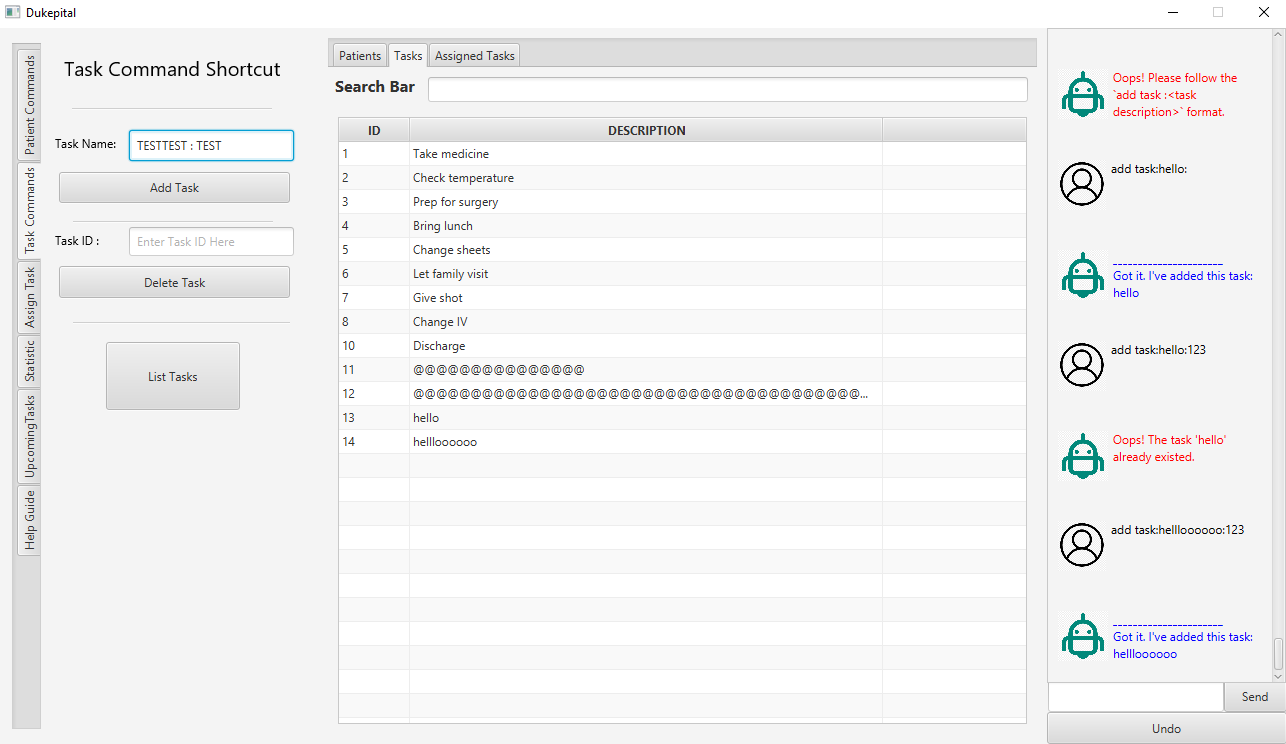 Dukepital
Patient Commands
Task Commands
Assign Task
Statistic
UpcomingTasks
Help Guide
Task Command Shortcut
Task Name: TESTTEST : TEST
Add Task
Task ID : Enter Task ID Here
Delete Task
List Tasks
Patients Tasks Assigned Tasks
Search Bar
ID DESCRIPTION
1 Take medicine
2 Check temperature
3 Prep for surgery
4 Bring lunch
5 Change sheets
6 Let family visit
7 Give shot
8 Change IV
10 Discharge
11 @@@@@@@@@@@@@@@
12 @@@@@@@@@@@@@@@@@@@@@@@@@@@@@@@@@@@@@@@...
13 hello
14 hellloooooo
Oops! Please follow the
`add task :<task
description>` format.
add task:hello:
______________________
Got it. I've added this task:
hello
add task:hello:123
Oops! The task 'hello'
already existed.
add task:hellloooooo:123
______________________
Got it. I've added this task:
hellloooooo
Send
Undo